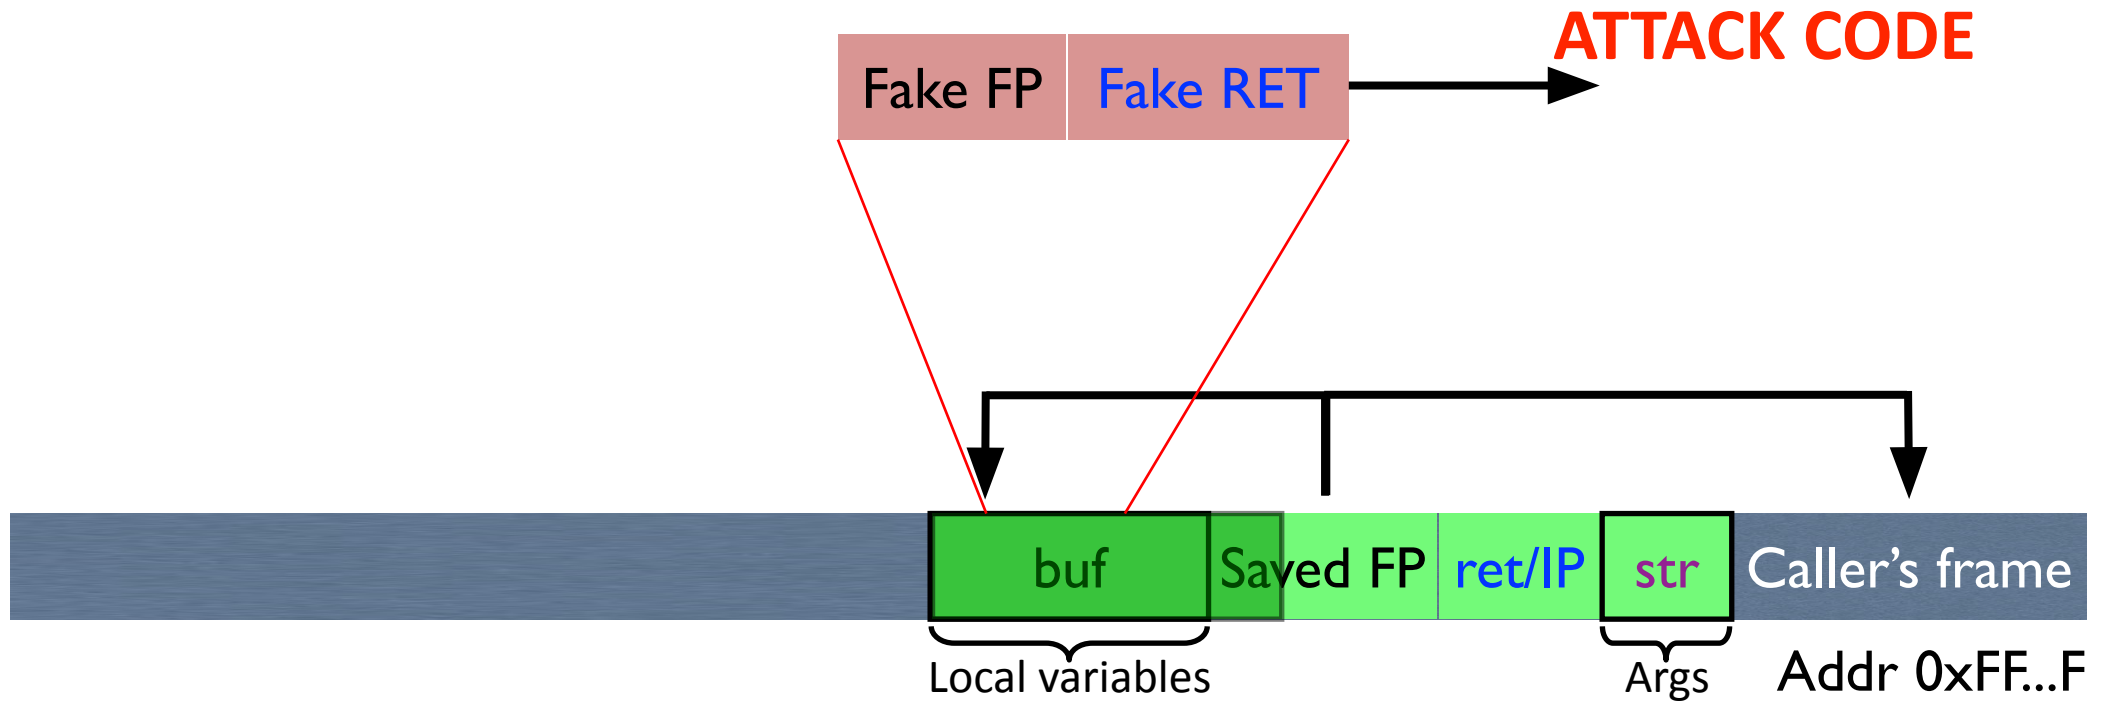 ATTACK CODE
Fake FP
Fake RET
buf
Saved FP
ret/IP
str
Caller’s frame
Local variables
Args
Addr 0xFF...F